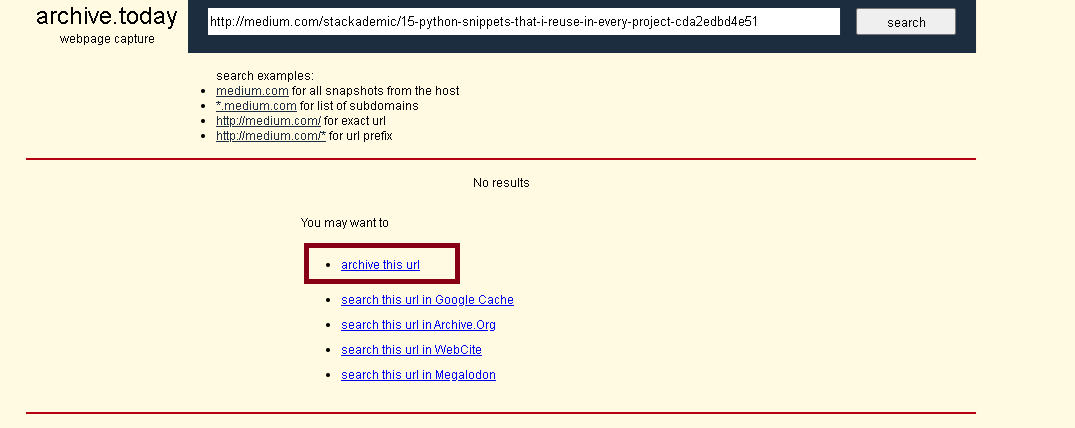 archive.today
webpage capture
http://medium.com/stackademic/15-python-snippets-that-i-reuse-in-every-project-cda2edbd4e51
search
search examples:
medium.com for all snapshots from the host
*.medium.com for list of subdomains
http://medium.com/ for exact url
http://medium.com/* for url prefix
No results
You may want to
archive this url
search this url in Google Cache
search this url in Archive.Org
search this url in WebCite
search this url in Megalodon